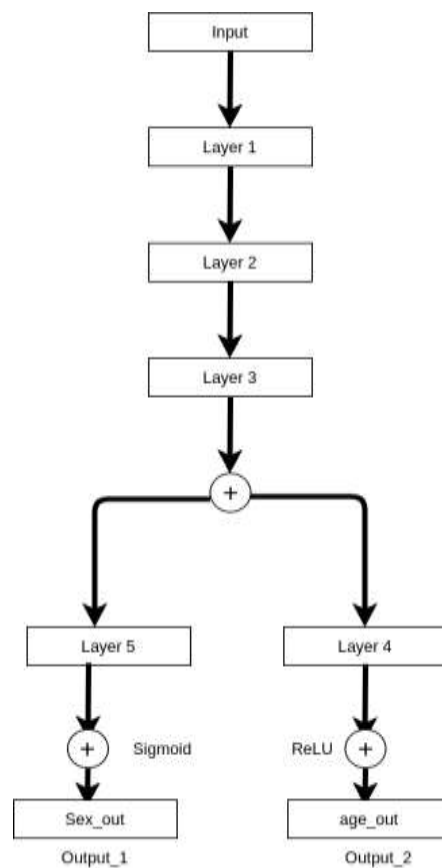 Input
Layer 1
Layer 2
Layer 3
+
Layer 5
Layer 4
+
Sigmoid
ReLU
+
Sex_out
age_out
Output_1
Output_2